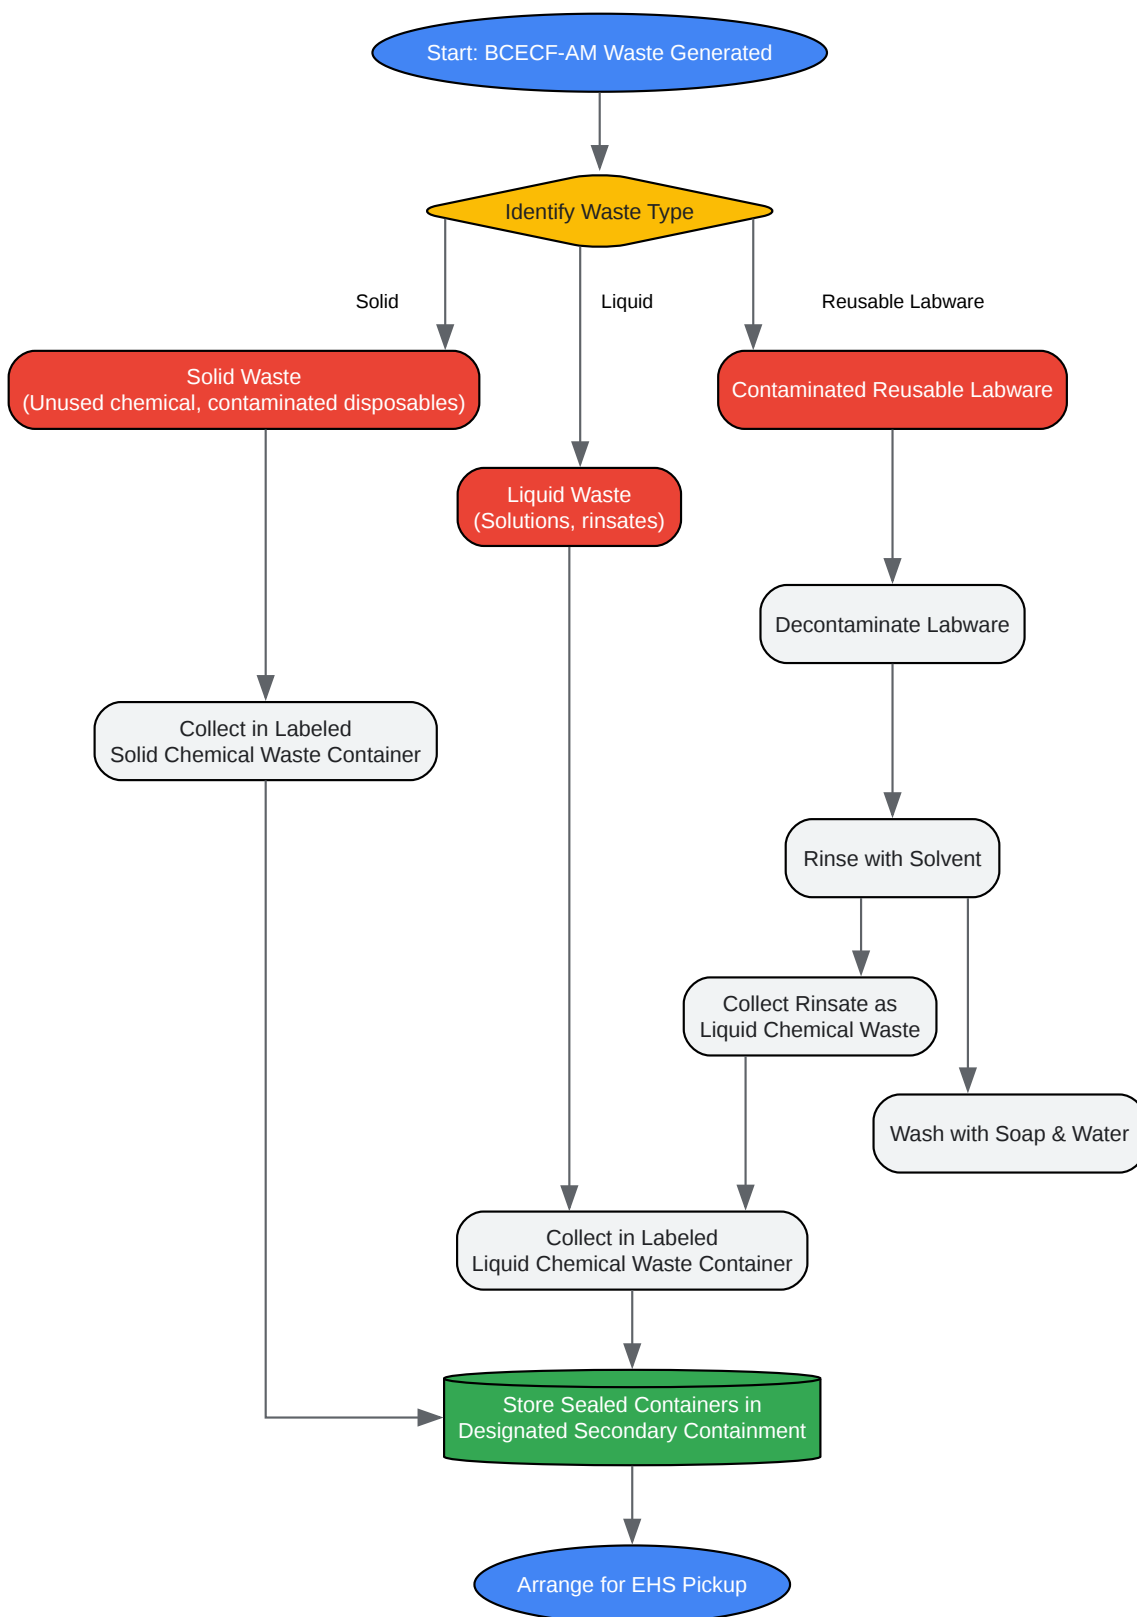 Start: BCECF-AM Waste Generated
Identify Waste Type
Solid
Liquid
Reusable Labware
Solid Waste
(Unused chemical, contaminated disposables)
Contaminated Reusable Labware
Liquid Waste
(Solutions, rinsates)
Decontaminate Labware
Collect in Labeled
Solid Chemical Waste Container
Rinse with Solvent
Collect Rinsate as
Liquid Chemical Waste
Wash with Soap & Water
Collect in Labeled
Liquid Chemical Waste Container
Store Sealed Containers in
Designated Secondary Containment
Arrange for EHS Pickup